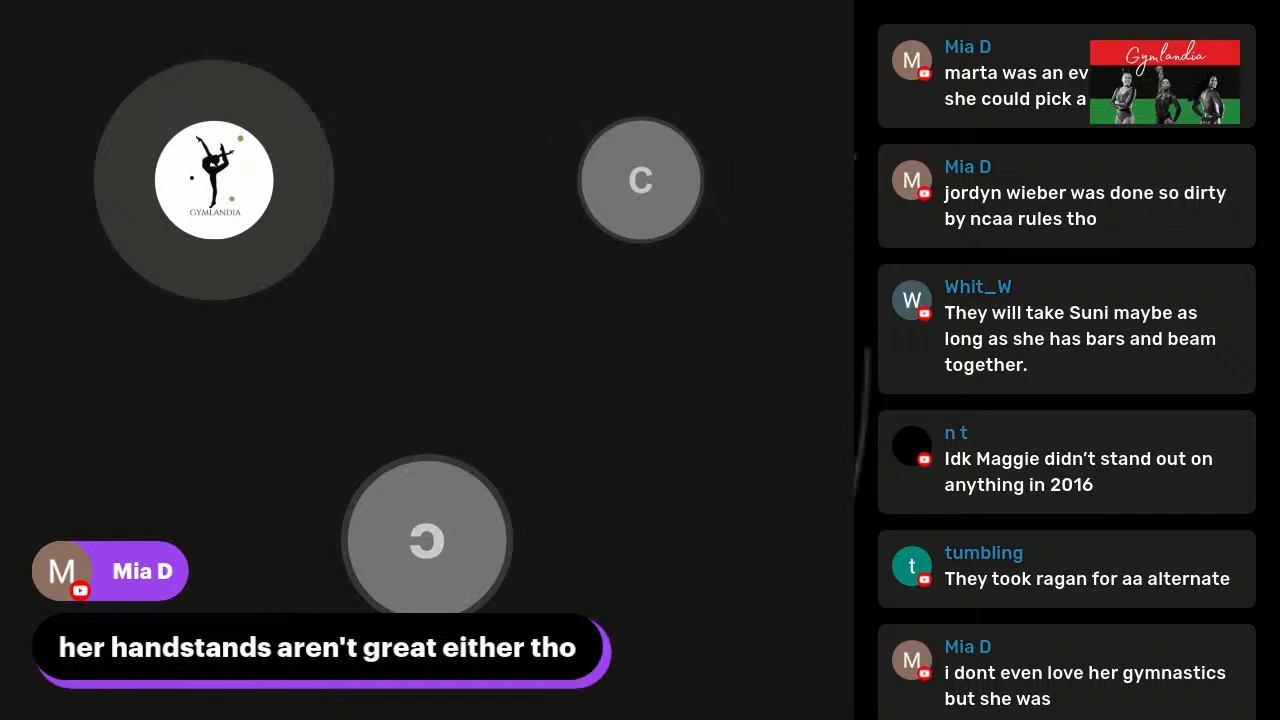 GYMLANDIA
C
ɔ
M
Mia D
her handstands aren't great either tho
Gymlandia
M
Mia D
marta was an ev
she could pick a
M
Mia D
jordyn wieber was done so dirty
by ncaa rules tho
W
Whit_W
They will take Suni maybe as
long as she has bars and beam
together.
n t
Idk Maggie didn’t stand out on
anything in 2016
t
tumbling
They took ragan for aa alternate
M
Mia D
i dont even love her gymnastics
but she was